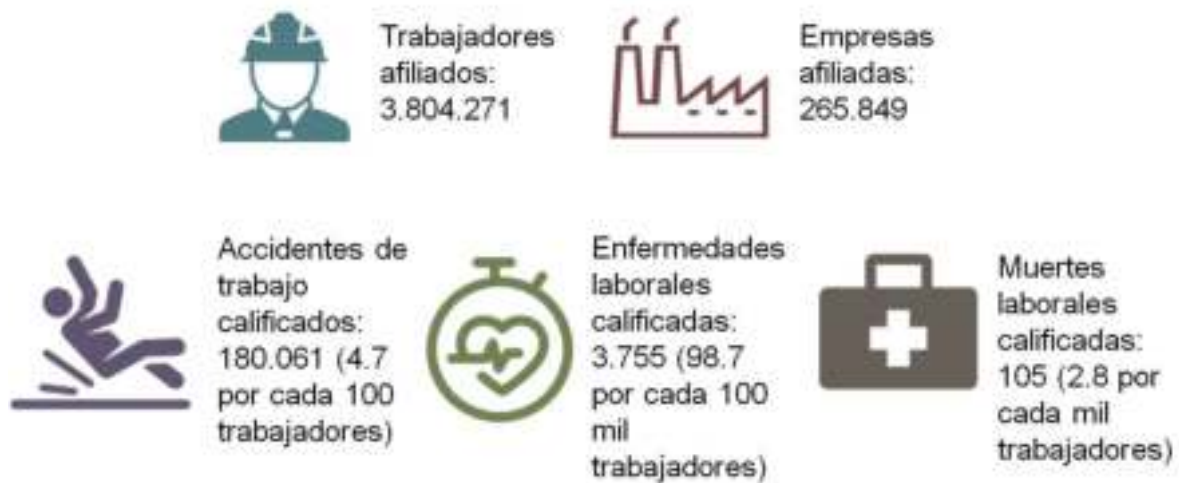 Trabajadores
afiliados:
3.804.271
Empresas
afiliadas:
265.849
Accidentes de
trabajo
calificados:
180.061 (4.7
por cada 100
trabajadores)
Enfermedades
laborales
calificadas:
3.755 (98.7
por cada 100
mil
trabajadores)
Muertes
laborales
calificadas:
105 (2.8 por
cada mil
trabajadores)